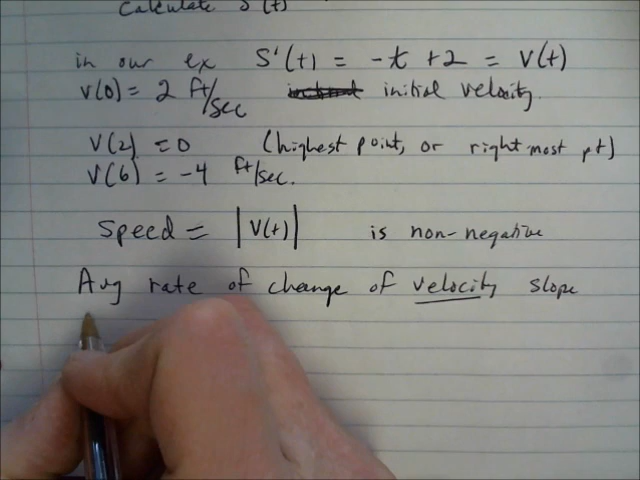 Calculate S'(t)
in our ex S'(t) = -t + 2 = V(t)
V(0) = 2 ft/sec initial velocity.
V(2) = 0 (highest point, or right most pt)
V(6) = -4 ft/sec.
Speed = |V(t)| is non-negative
Avg rate of change of velocity slope